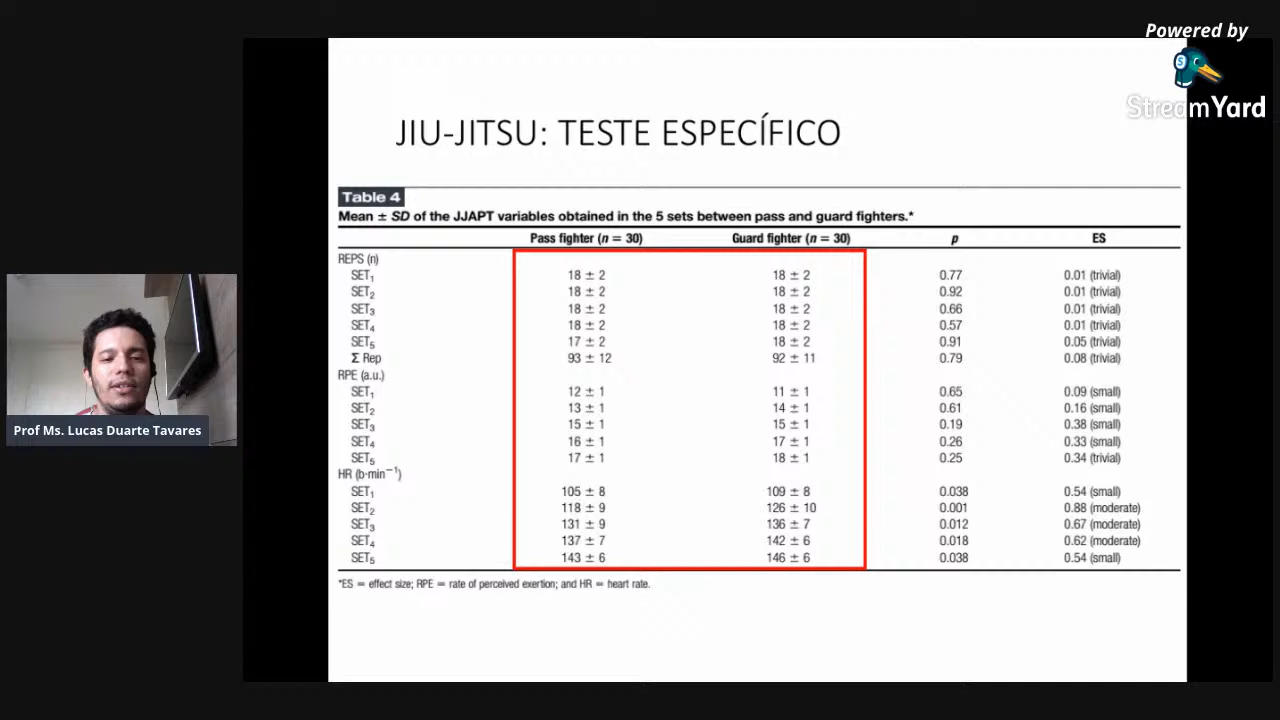 Powered by
StreamYard
JIU-JITSU: TESTE ESPECÍFICO
Table 4
Mean ± SD of the JJAPT variables obtained in the 5 sets between pass and guard fighters.*
Pass fighter (n = 30) Guard fighter (n = 30) p ES
REPS (n)
SET1 18 ± 2 18 ± 2 0.77 0.01 (trivial)
SET2 18 ± 2 18 ± 2 0.92 0.01 (trivial)
SET3 18 ± 2 18 ± 2 0.66 0.01 (trivial)
SET4 18 ± 2 18 ± 2 0.57 0.01 (trivial)
SET5 17 ± 2 18 ± 2 0.91 0.05 (trivial)
Σ Rep 93 ± 12 92 ± 11 0.79 0.08 (trivial)
RPE (a.u.)
SET1 12 ± 1 11 ± 1 0.65 0.09 (small)
SET2 13 ± 1 14 ± 1 0.61 0.16 (small)
SET3 15 ± 1 15 ± 1 0.19 0.38 (small)
SET4 16 ± 1 17 ± 1 0.26 0.33 (small)
SET5 17 ± 1 18 ± 1 0.25 0.34 (trivial)
HR (b·min−1)
SET1 105 ± 8 109 ± 8 0.038 0.54 (small)
SET2 118 ± 9 126 ± 10 0.001 0.88 (moderate)
SET3 131 ± 9 136 ± 7 0.012 0.67 (moderate)
SET4 137 ± 7 142 ± 6 0.018 0.62 (moderate)
SET5 143 ± 6 146 ± 6 0.038 0.54 (small)
*ES = effect size; RPE = rate of perceived exertion; and HR = heart rate.
Prof Ms. Lucas Duarte Tavares